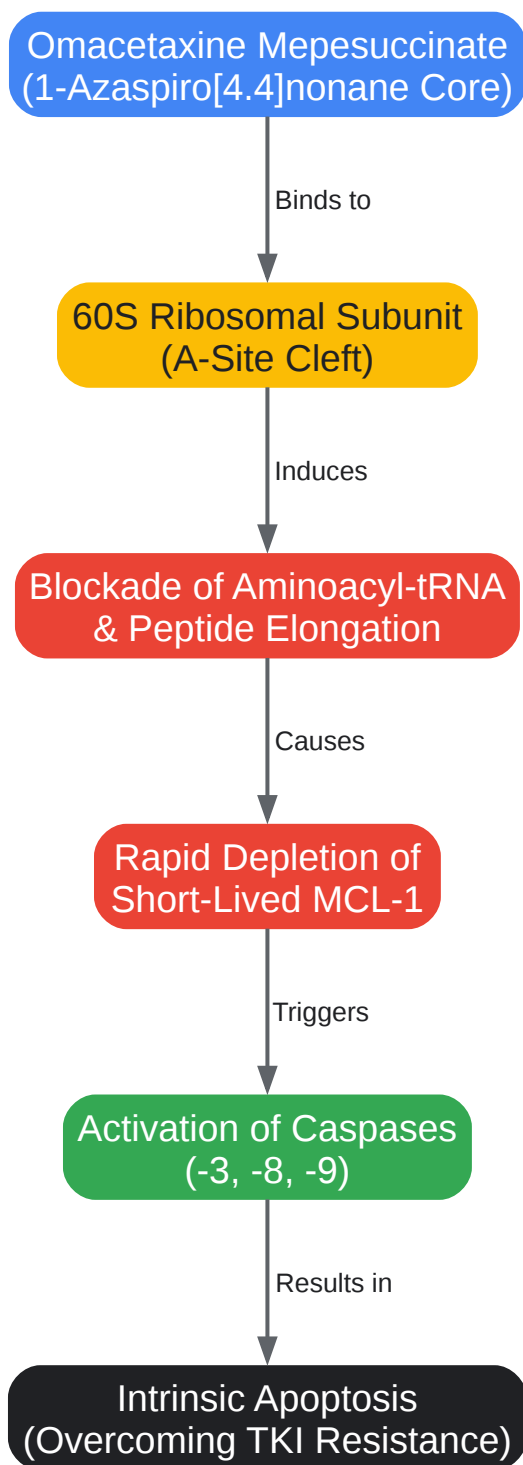 Omacetaxine Mepesuccinate
(1-Azaspiro[4.4]nonane Core)
Binds to
60S Ribosomal Subunit
(A-Site Cleft)
Induces
Blockade of Aminoacyl-tRNA
& Peptide Elongation
Causes
Rapid Depletion of
Short-Lived MCL-1
Triggers
Activation of Caspases
(-3, -8, -9)
Results in
Intrinsic Apoptosis
(Overcoming TKI Resistance)